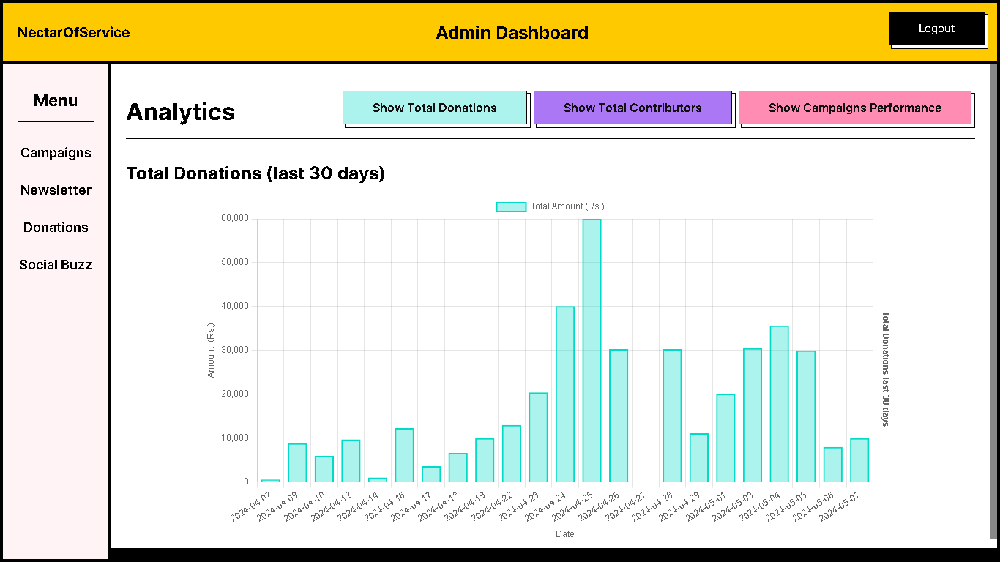 NectarOfService
Admin Dashboard
Logout
Menu
Campaigns
Newsletter
Donations
Social Buzz
Analytics
Show Total Donations
Show Total Contributors
Show Campaigns Performance
Total Donations (last 30 days)
Total Amount (Rs.)
60,000
50,000
40,000
30,000
20,000
10,000
0
Amount (Rs.)
2024-04-07
2024-04-09
2024-04-10
2024-04-12
2024-04-14
2024-04-16
2024-04-17
2024-04-18
2024-04-19
2024-04-22
2024-04-23
2024-04-24
2024-04-25
2024-04-26
2024-04-27
2024-04-28
2024-04-29
2024-05-01
2024-05-03
2024-05-04
2024-05-05
2024-05-06
2024-05-07
Date
Total Donations last 30 days